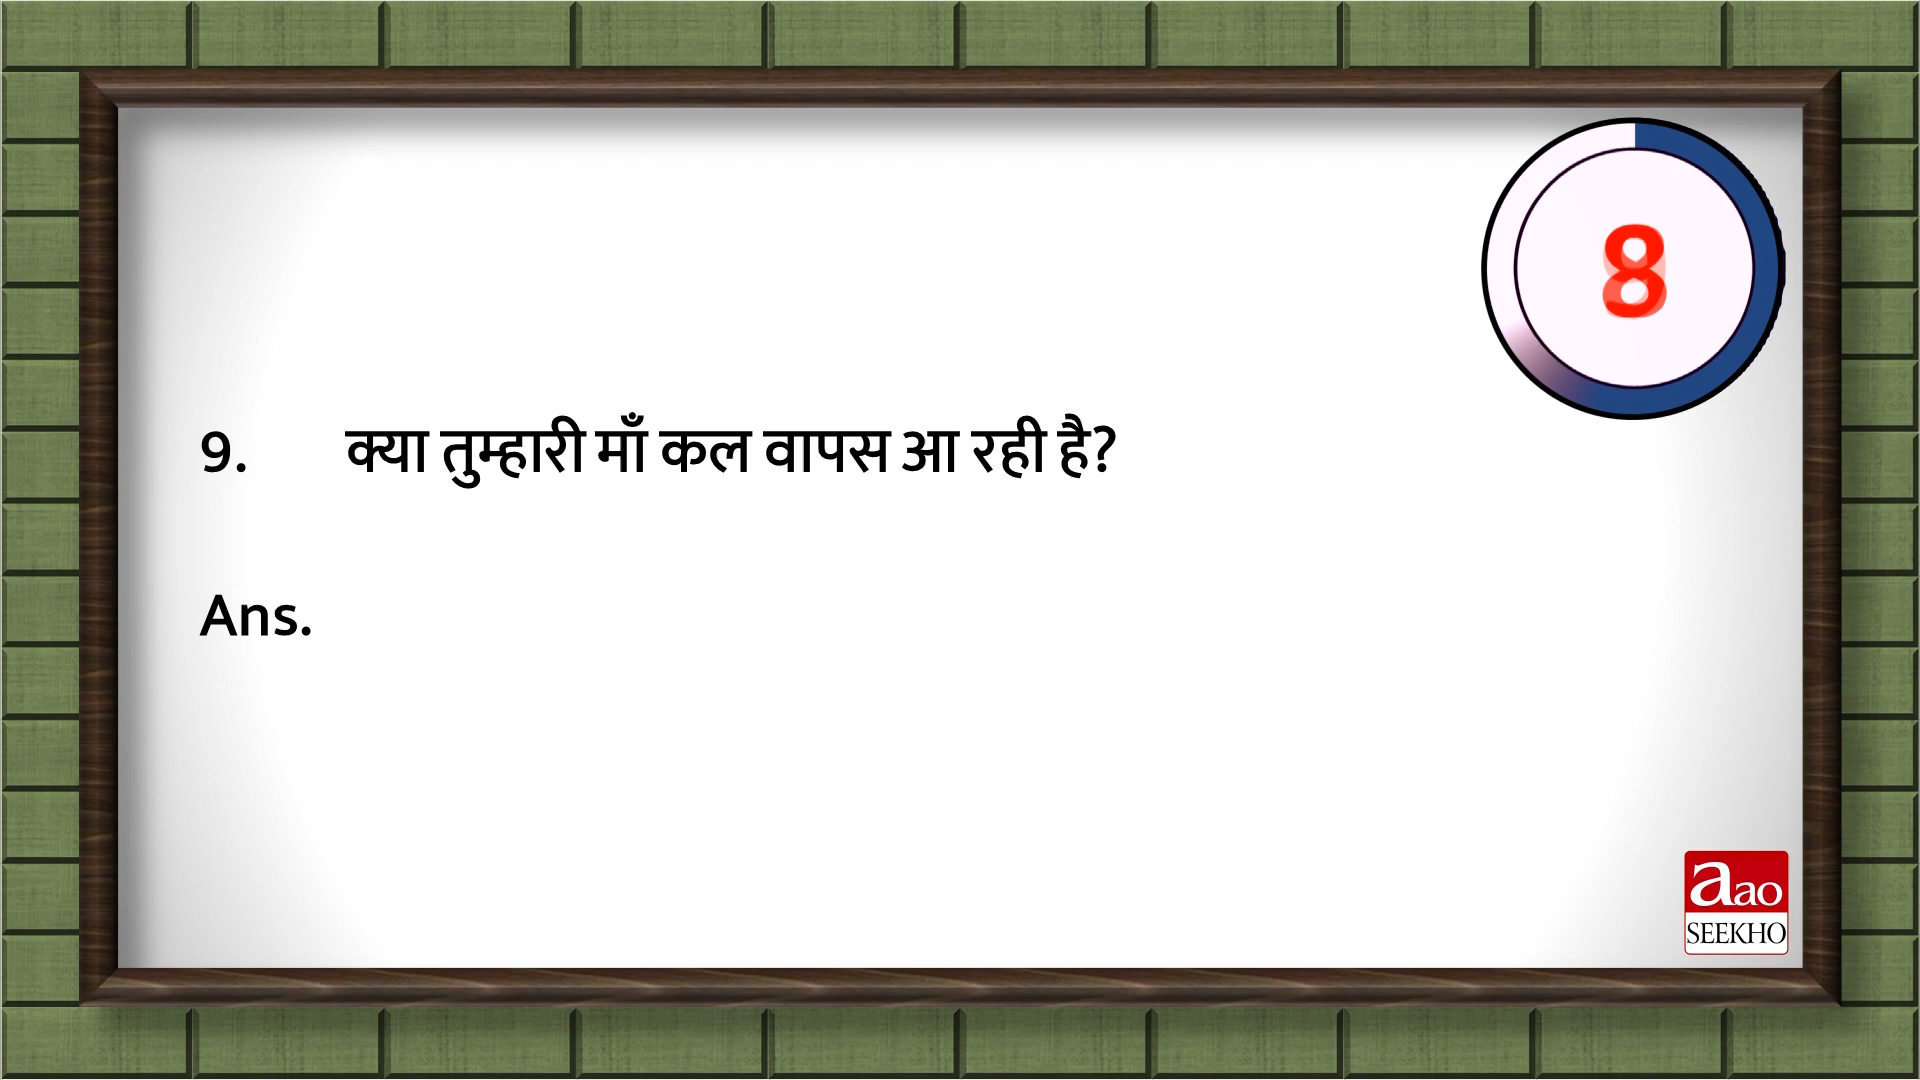 8
9. क्या तुम्हारी माँ कल वापस आ रही है?
Ans.
aao
SEEKHO